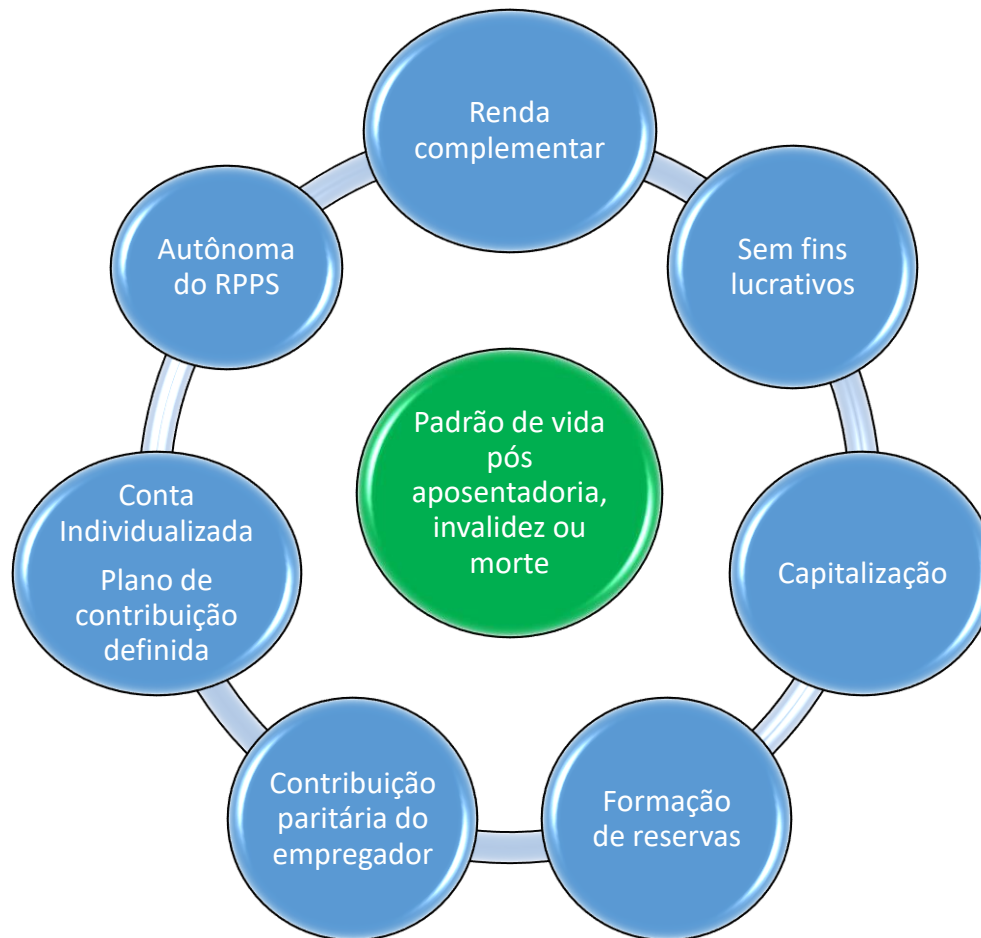 Renda
complementar
Sem fins
lucrativos
Capitalização
Formação
de reservas
Contribuição
paritária do
empregador
Conta
Individualizada
Plano de
contribuição
definida
Autônoma
do RPPS
Padrão de vida
pós
aposentadoria,
invalidez ou
morte